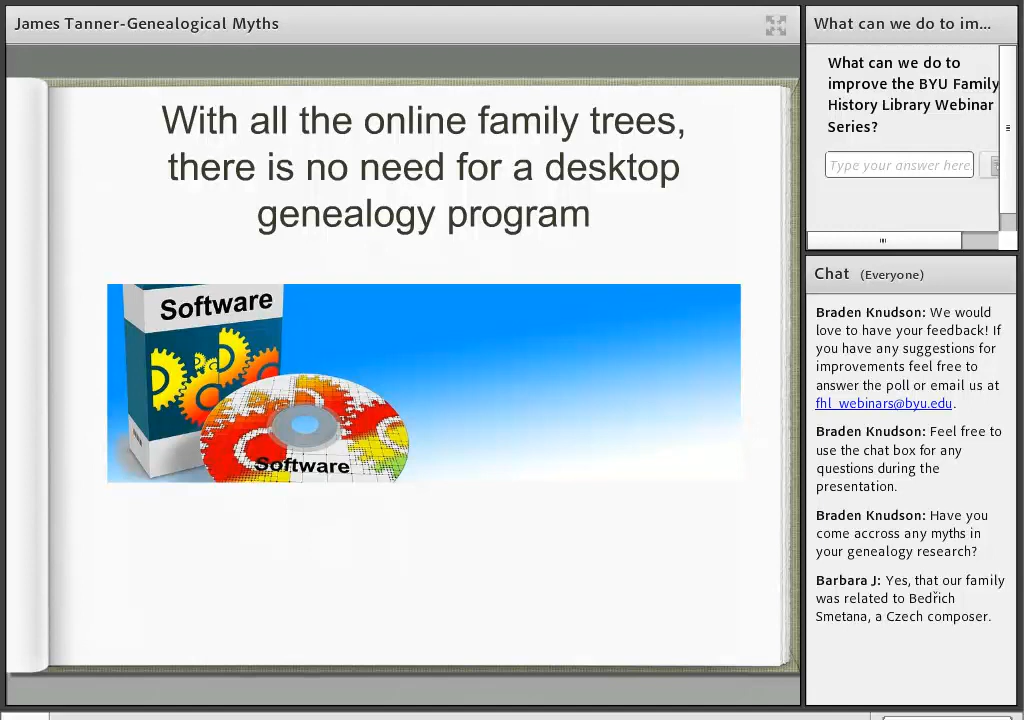 James Tanner-Genealogical Myths
With all the online family trees,
there is no need for a desktop
genealogy program
Software
Software
What can we do to im...
What can we do to
improve the BYU Family
History Library Webinar
Series?
Type your answer here
Chat (Everyone)
Braden Knudson: We would
love to have your feedback! If
you have any suggestions for
improvements feel free to
answer the poll or email us at
fhl_webinars@byu.edu.
Braden Knudson: Feel free to
use the chat box for any
questions during the
presentation.
Braden Knudson: Have you
come accross any myths in
your genealogy research?
Barbara J: Yes, that our family
was related to Bedřich
Smetana, a Czech composer.